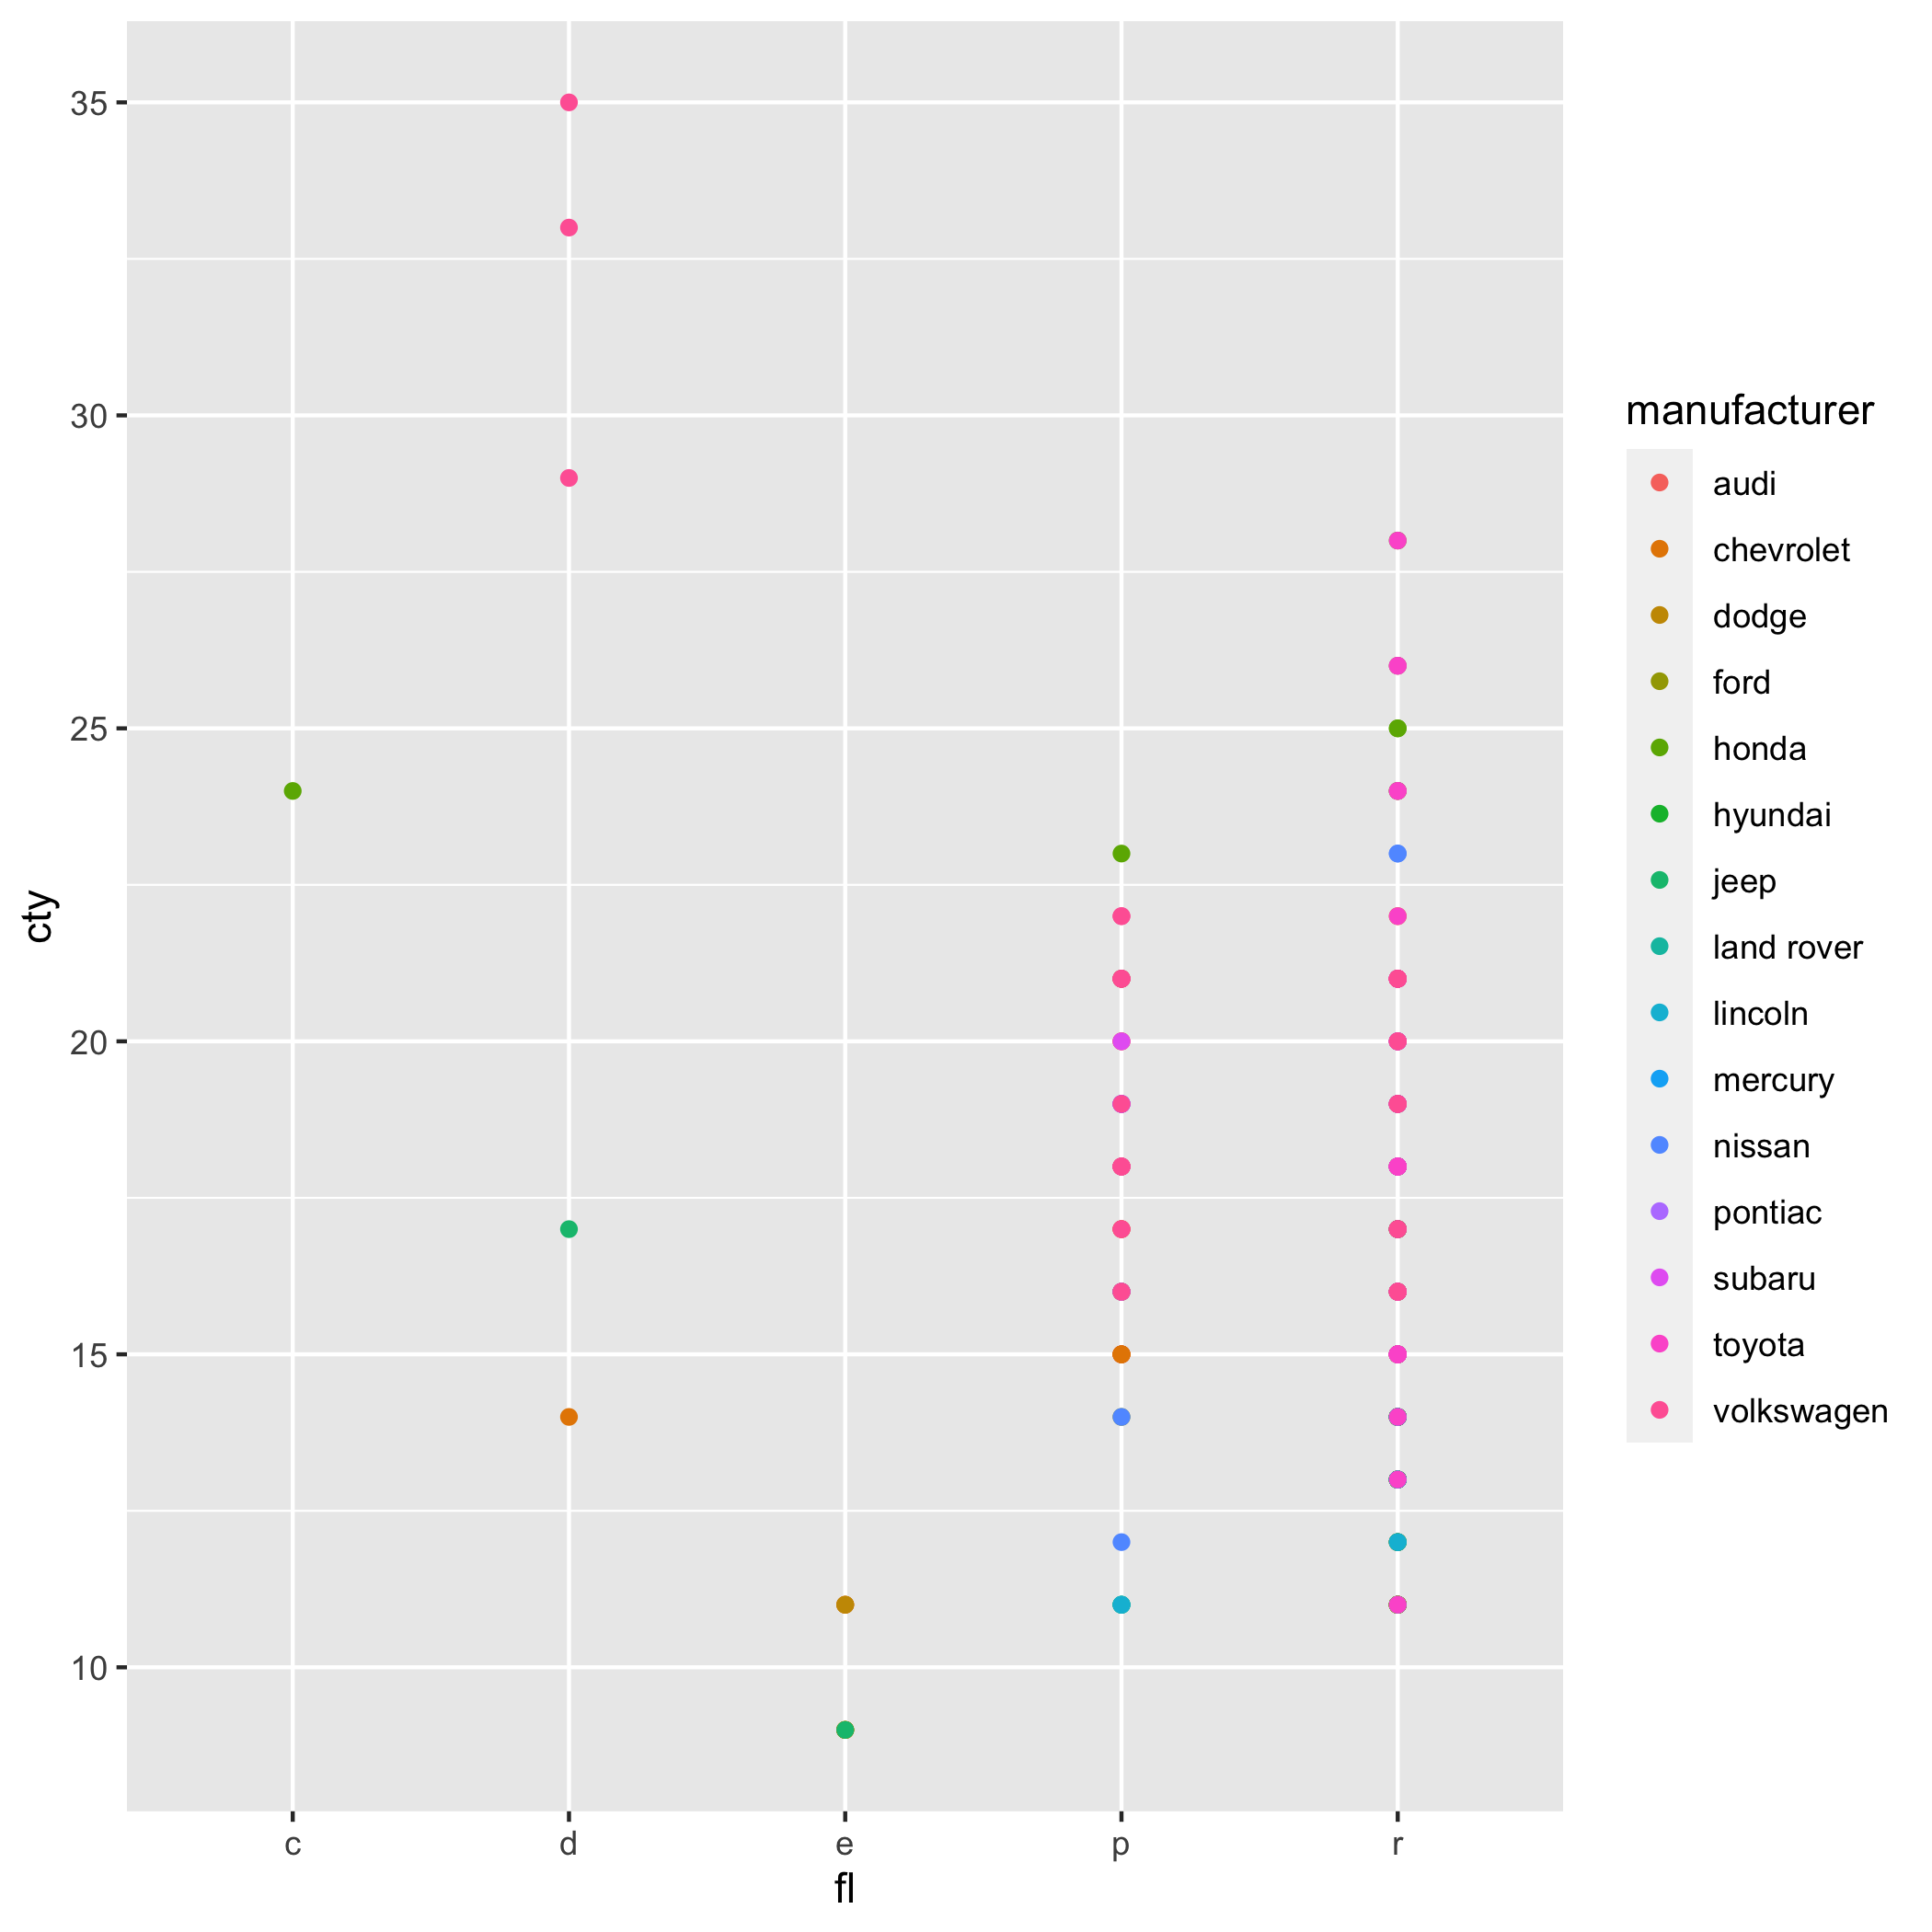 35
30
25
20
15
10
cty
c d e p r
fl
manufacturer
audi
chevrolet
dodge
ford
honda
hyundai
jeep
land rover
lincoln
mercury
nissan
pontiac
subaru
toyota
volkswagen